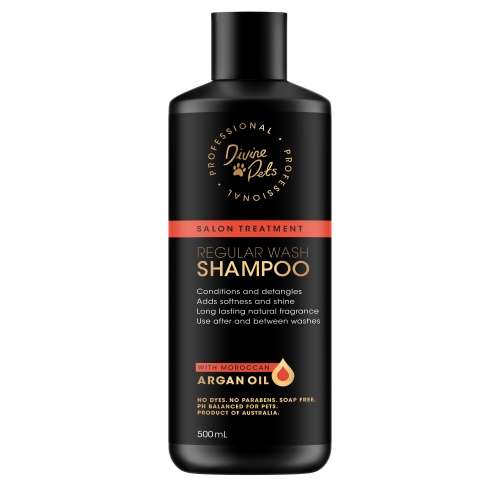 • PROFESSIONAL •
PROFESSIONAL
Divine
Pets
SALON TREATMENT
REGULAR WASH
SHAMPOO
Conditions and detangles
Adds softness and shine
Long lasting natural fragrance
Use after and between washes
WITH MOROCCAN
ARGAN OIL
NO DYES. NO PARABENS. SOAP FREE.
PH BALANCED FOR PETS.
PRODUCT OF AUSTRALIA.
500mL